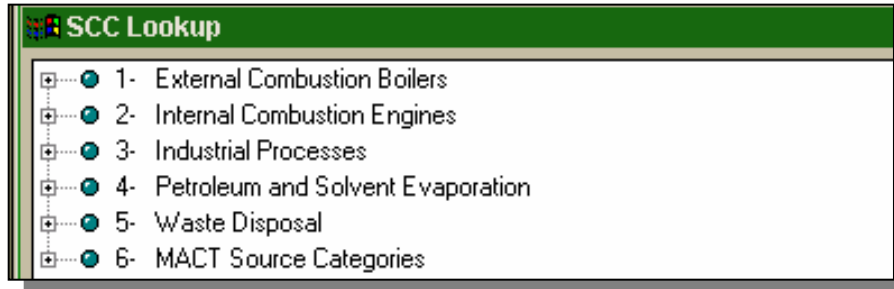 SCC Lookup
1- External Combustion Boilers
2- Internal Combustion Engines
3- Industrial Processes
4- Petroleum and Solvent Evaporation
5- Waste Disposal
6- MACT Source Categories